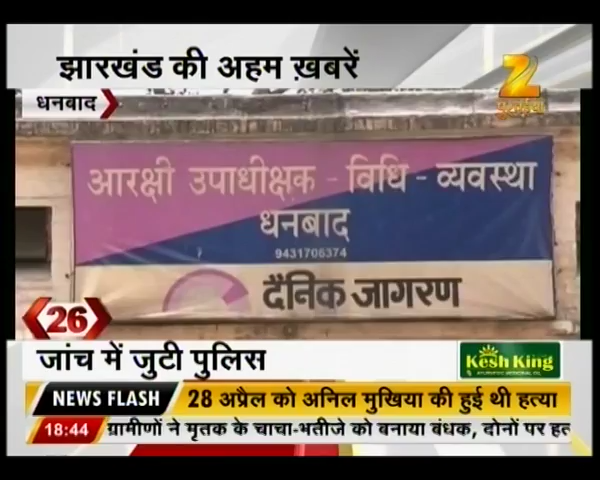 झारखंड की अहम ख़बरें
धनबाद
आरक्षी उपाधीक्षक - विधि - व्यवस्था
धनबाद
9431706374
दैनिक जागरण
26
जांच में जुटी पुलिस
Kesh King
NEWS FLASH
28 अप्रैल को अनिल मुखिया की हुई थी हत्या
18:44
ग्रामीणों ने मृतक के चाचा-भतीजे को बनाया बंधक, दोनों पर